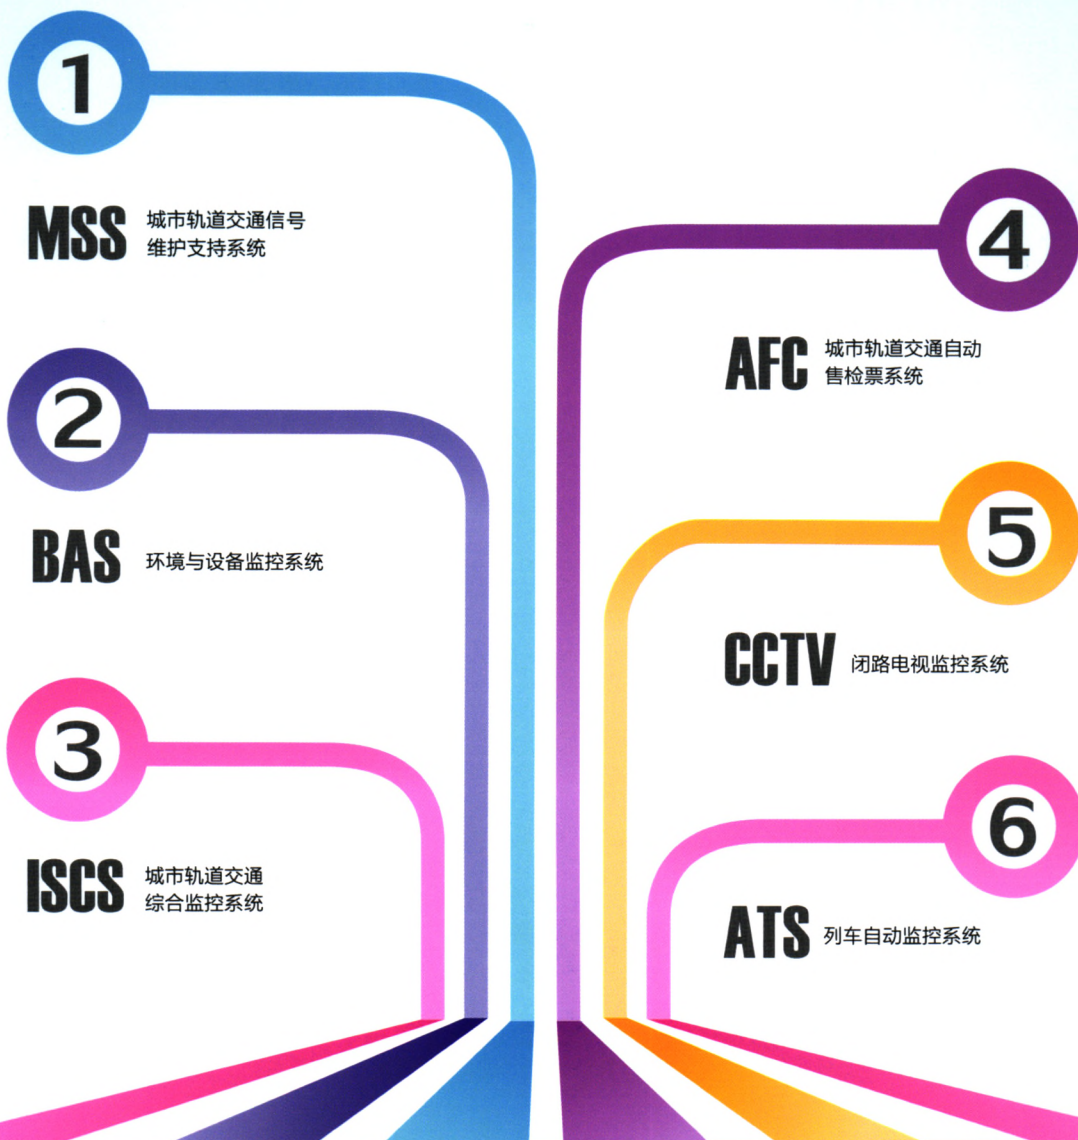 1
MSS
城市轨道交通信号
维护支持系统
2
BAS
环境与设备监控系统
3
ISCS
城市轨道交通
综合监控系统
4
AFC
城市轨道交通自动
售检票系统
5
CCTV
闭路电视监控系统
6
ATS
列车自动监控系统